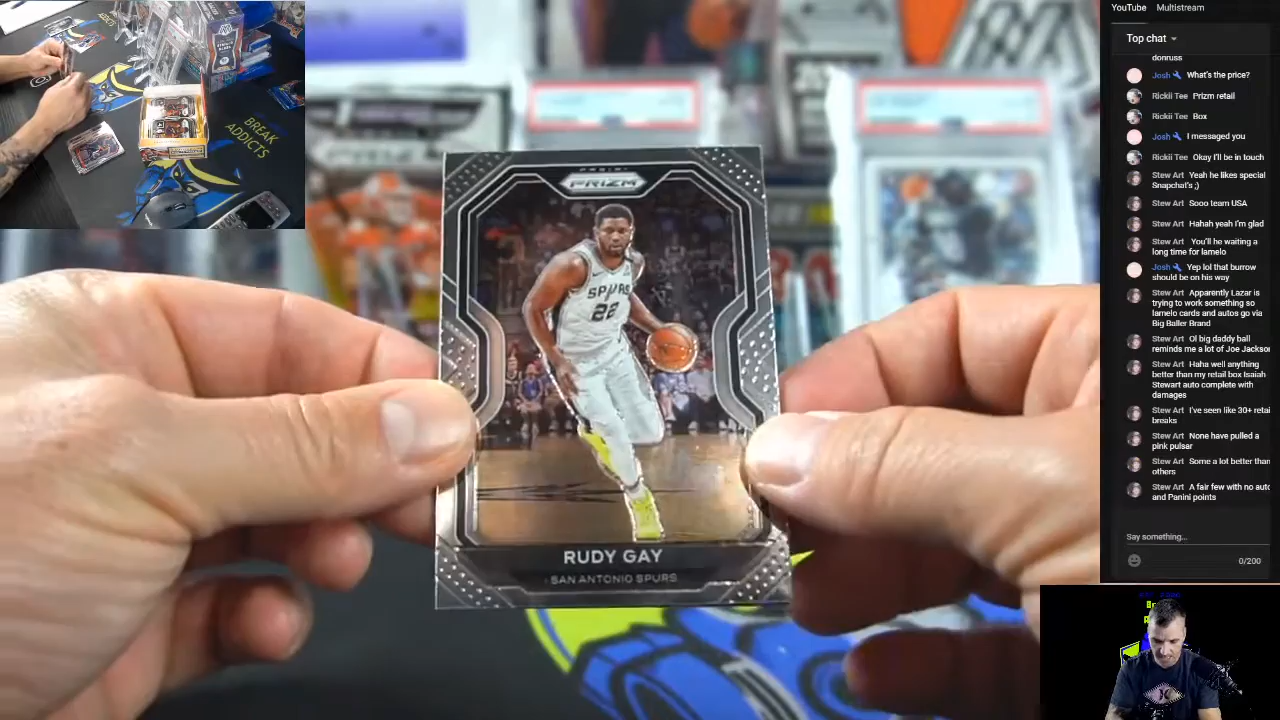 BREAK
ADDICTS
PRIZM
SPURS
22
RUDY GAY
SAN ANTONIO SPURS
YouTube Multistream
Top chat
donruss
Josh What's the price?
Rickii Tee Prizm retail
Rickii Tee Box
Josh I messaged you
Rickii Tee Okay I'll be in touch
Stew Art Yeah he likes special
Snapchat's ;)
Stew Art Sooo team USA
Stew Art Hahah yeah I'm glad
Stew Art You'll he waiting a
long time for lamelo
Josh Yep lol that burrow
should be on his way
Stew Art Apparently Lazar is
trying to work something so
lamelo cards and autos go via
Big Baller Brand
Stew Art Ol big daddy ball
reminds me a lot of Joe Jackso
Stew Art Haha well anything
better than my retail box Isaiah
Stewart auto complete with
damages
Stew Art I've seen like 30+ retai
breaks
Stew Art None have pulled a
pink pulsar
Stew Art Some a lot better than
others
Stew Art A fair few with no auto
and Panini points
Say something...
0/200